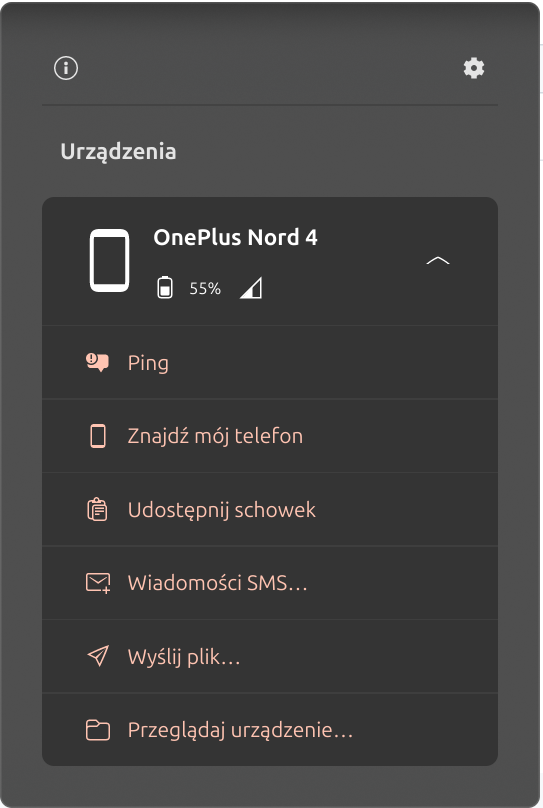 Urządzenia
OnePlus Nord 4
55%
Ping
Znajdź mój telefon
Udostępnij schowek
Wiadomości SMS…
Wyślij plik…
Przeglądaj urządzenie…